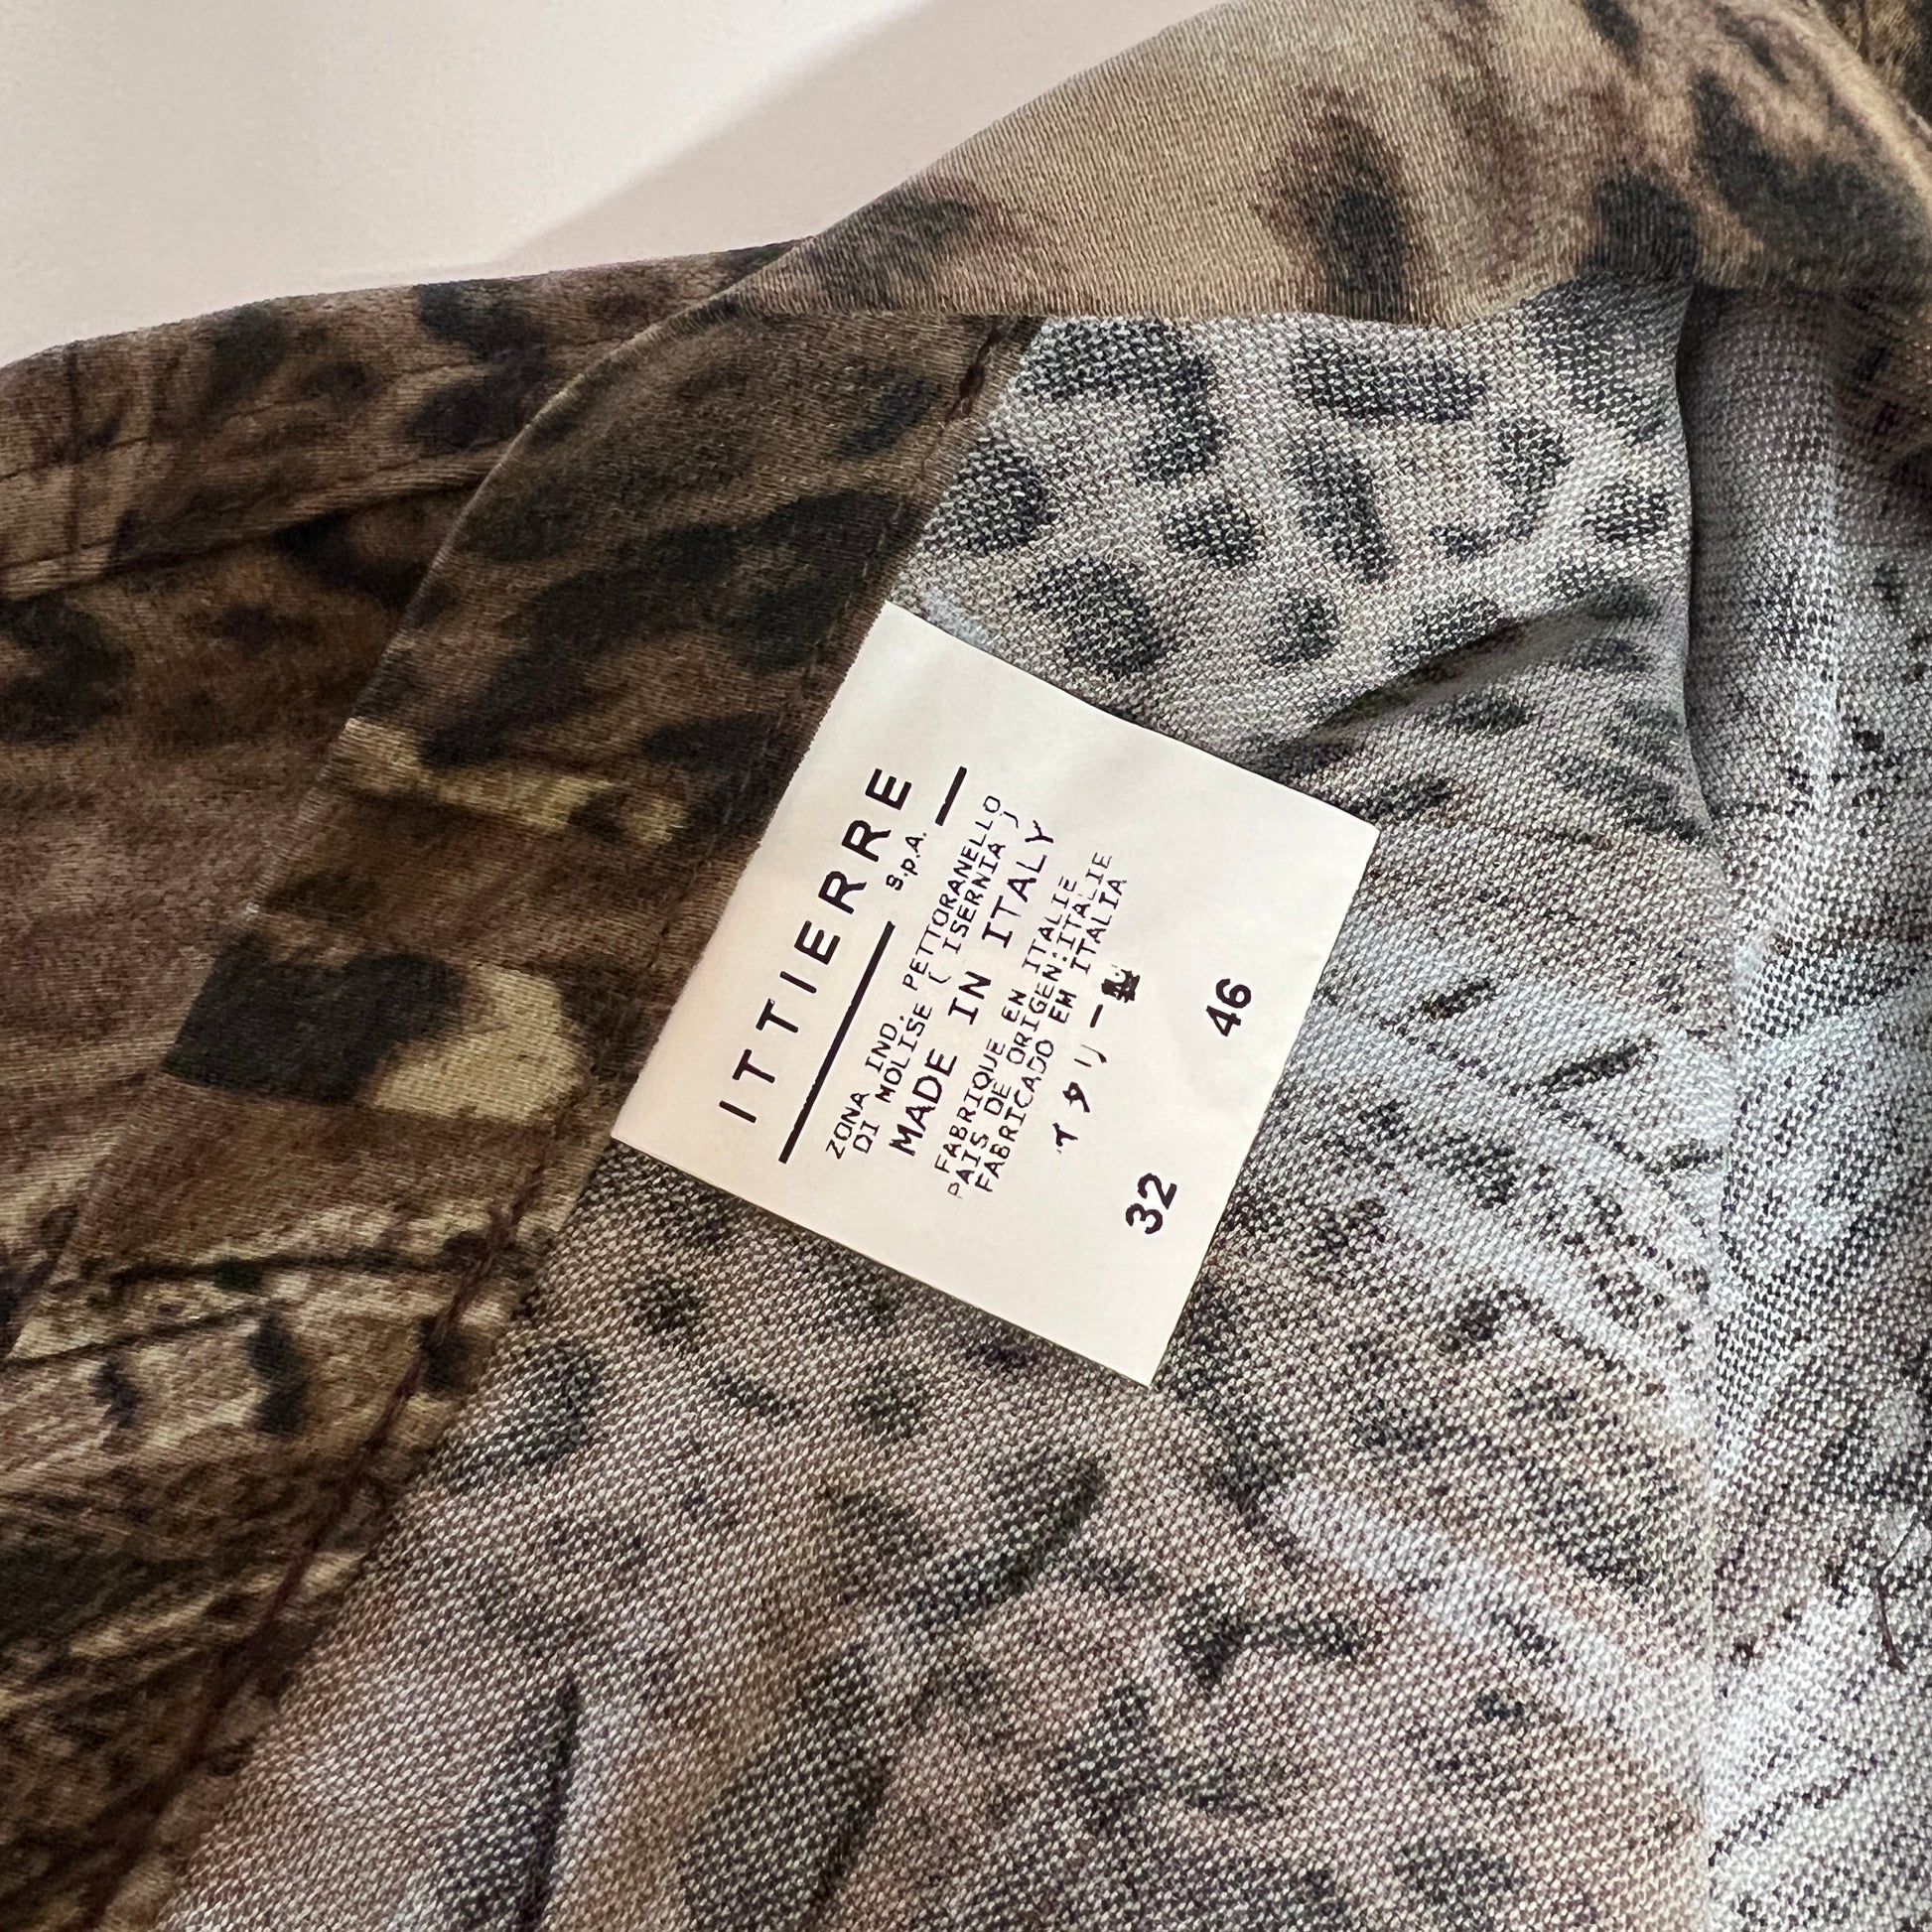 ITTIERRE
S.p.A.
ZONA IND. PETTORANELLO
DI MOLISE ( ISERNIA )
MADE IN ITALY
FABRIQUE EN ITALIE
PAIS DE ORIGEN:ITALIE
FABRICADO EM ITALIA
イタリー製
32 46